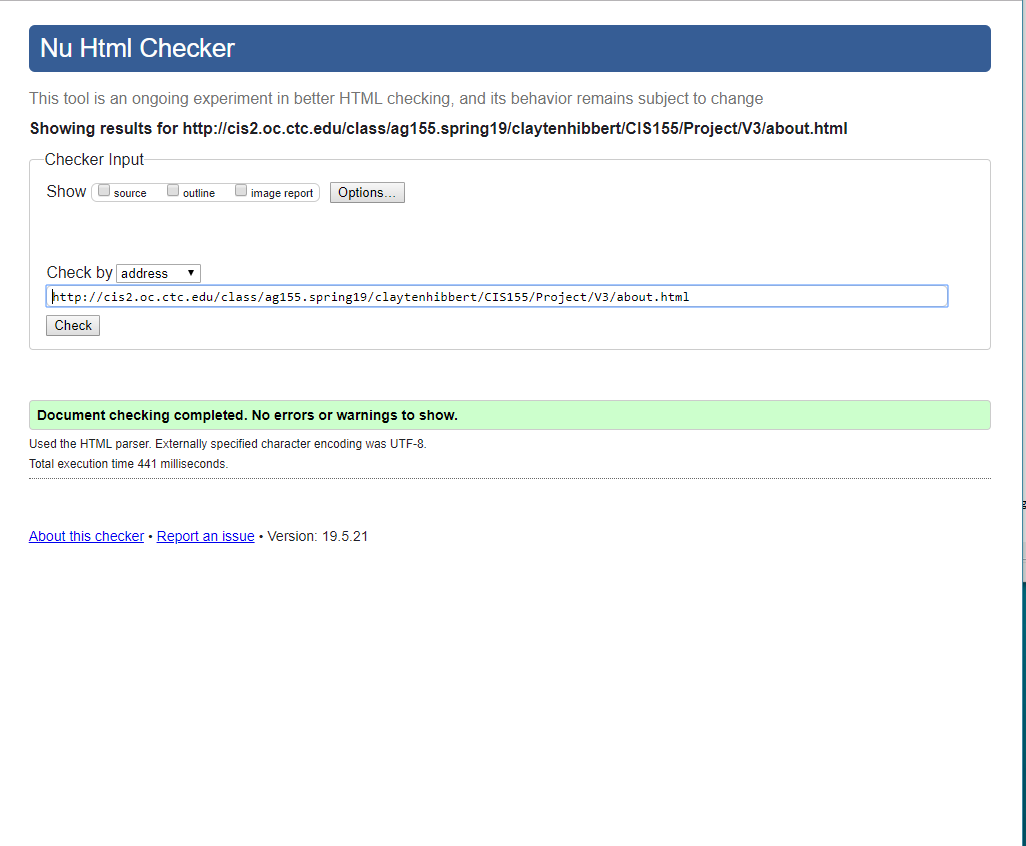 Nu Html Checker
This tool is an ongoing experiment in better HTML checking, and its behavior remains subject to change
Showing results for http://cis2.oc.ctc.edu/class/ag155.spring19/claytenhibbert/CIS155/Project/V3/about.html
Checker Input
Show source outline image report Options...
Check by address
http://cis2.oc.ctc.edu/class/ag155.spring19/claytenhibbert/CIS155/Project/V3/about.html
Check
Document checking completed. No errors or warnings to show.
Used the HTML parser. Externally specified character encoding was UTF-8.
Total execution time 441 milliseconds.
About this checker • Report an issue • Version: 19.5.21